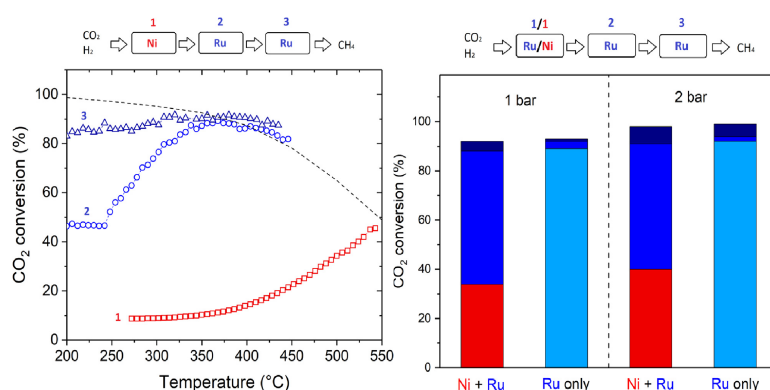 1 2 3
CO₂
H₂
Ni Ru Ru CH₄
100
80
60
40
20
0
CO₂ conversion (%)
3
2
1
200 250 300 350 400 450 500 550
Temperature (°C)
1/1 2 3
CO₂
H₂
Ru/Ni Ru Ru CH₄
1 bar 2 bar
100
80
60
40
20
0
CO₂ conversion (%)
Ni + Ru Ru only Ni + Ru Ru only